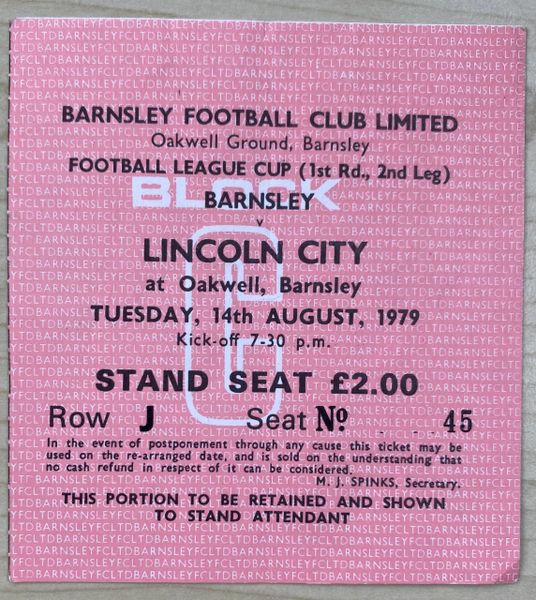 BARNSLEY FOOTBALL CLUB LIMITED
Oakwell Ground, Barnsley
FOOTBALL LEAGUE CUP (1st Rd., 2nd Leg)
BLOCK
BARNSLEY
v
LINCOLN CITY
C
at Oakwell, Barnsley
TUESDAY, 14th AUGUST, 1979
Kick-off 7-30 p.m.
STAND SEAT £2.00
Row J Seat No 45
In the event of postponement through any cause this ticket may be
used on the re-arranged date, and is sold on the understanding that
no cash refund in respect of it can be considered.
M. J. SPINKS, Secretary.
THIS PORTION TO BE RETAINED AND SHOWN
TO STAND ATTENDANT